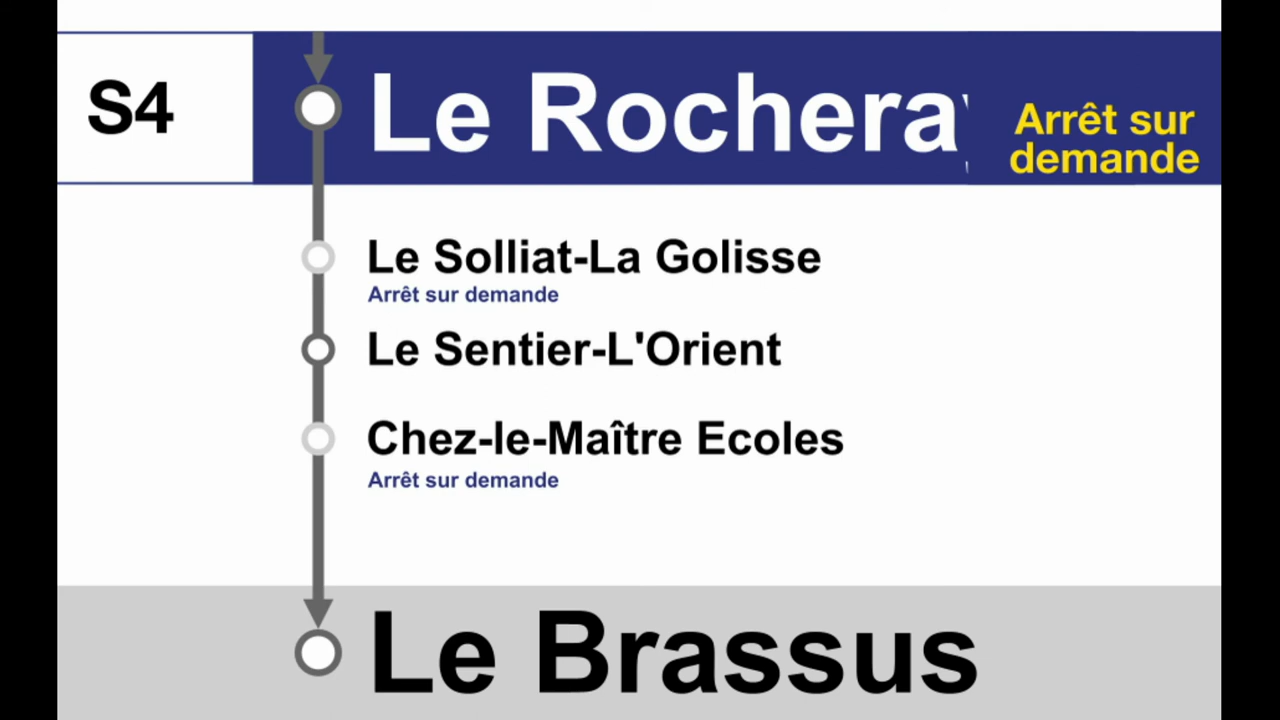 S4
Le Rocheray
Arrêt sur
demande
Le Solliat-La Golisse
Arrêt sur demande
Le Sentier-L'Orient
Chez-le-Maître Ecoles
Arrêt sur demande
Le Brassus